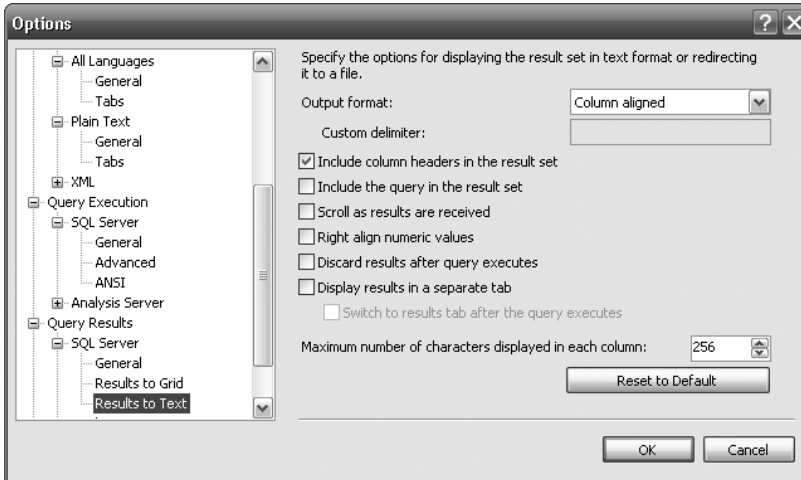 Options
All Languages
General
Tabs
Plain Text
General
Tabs
XML
Query Execution
SQL Server
General
Advanced
ANSI
Analysis Server
Query Results
SQL Server
General
Results to Grid
Results to Text
Specify the options for displaying the result set in text format or redirecting
it to a file.
Output format: Column aligned
Custom delimiter:
Include column headers in the result set
Include the query in the result set
Scroll as results are received
Right align numeric values
Discard results after query executes
Display results in a separate tab
Switch to results tab after the query executes
Maximum number of characters displayed in each column: 256
Reset to Default
OK Cancel